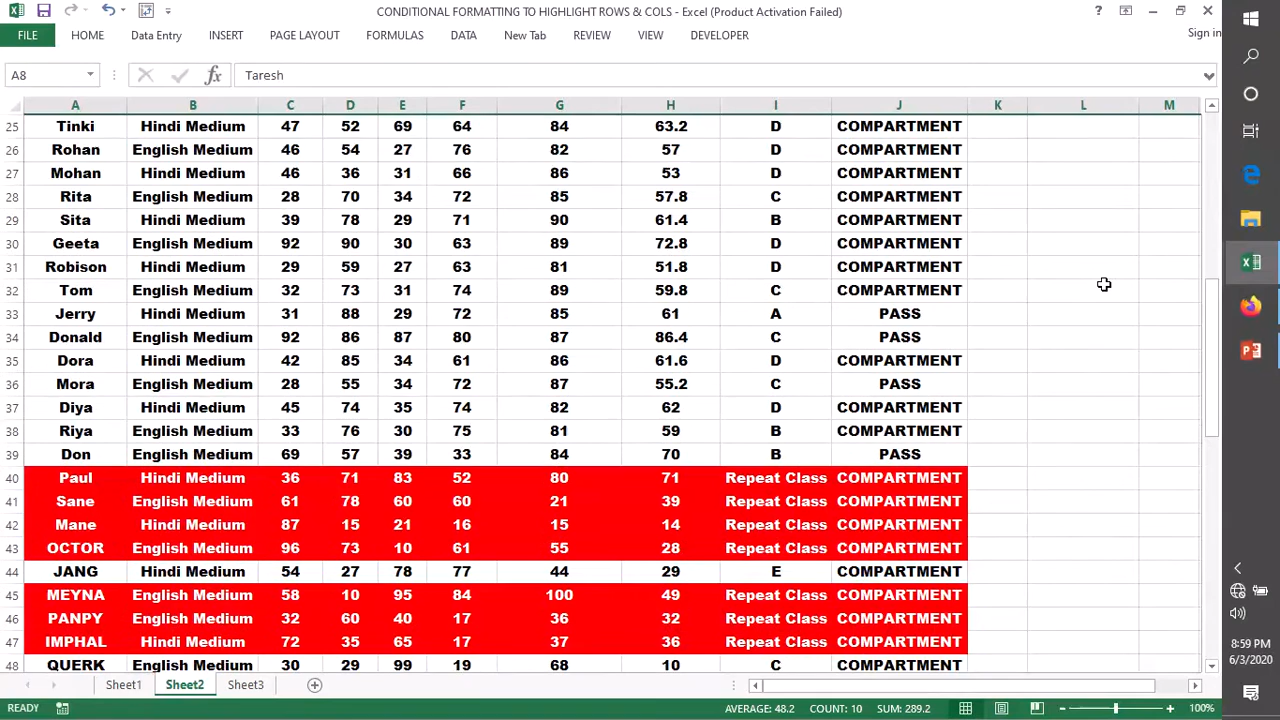 CONDITIONAL FORMATTING TO HIGHLIGHT ROWS & COLS - Excel (Product Activation Failed)
FILE HOME Data Entry INSERT PAGE LAYOUT FORMULAS DATA New Tab REVIEW VIEW DEVELOPER Sign in
A8 fx Taresh
A B C D E F G H I J K L M
25 Tinki Hindi Medium 47 52 69 64 84 63.2 D COMPARTMENT
26 Rohan English Medium 46 54 27 76 82 57 D COMPARTMENT
27 Mohan Hindi Medium 46 36 31 66 86 53 D COMPARTMENT
28 Rita English Medium 28 70 34 72 85 57.8 C COMPARTMENT
29 Sita Hindi Medium 39 78 29 71 90 61.4 B COMPARTMENT
30 Geeta English Medium 92 90 30 63 89 72.8 D COMPARTMENT
31 Robison Hindi Medium 29 59 27 63 81 51.8 D COMPARTMENT
32 Tom English Medium 32 73 31 74 89 59.8 C COMPARTMENT
33 Jerry Hindi Medium 31 88 29 72 85 61 A PASS
34 Donald English Medium 92 86 87 80 87 86.4 C PASS
35 Dora Hindi Medium 42 85 34 61 86 61.6 D COMPARTMENT
36 Mora English Medium 28 55 34 72 87 55.2 C PASS
37 Diya Hindi Medium 45 74 35 74 82 62 D COMPARTMENT
38 Riya English Medium 33 76 30 75 81 59 B COMPARTMENT
39 Don English Medium 69 57 39 33 84 70 B PASS
40 Paul Hindi Medium 36 71 83 52 80 71 Repeat Class COMPARTMENT
41 Sane English Medium 61 78 60 60 21 39 Repeat Class COMPARTMENT
42 Mane Hindi Medium 87 15 21 16 15 14 Repeat Class COMPARTMENT
43 OCTOR English Medium 96 73 10 61 55 28 Repeat Class COMPARTMENT
44 JANG Hindi Medium 54 27 78 77 44 29 E COMPARTMENT
45 MEYNA English Medium 58 10 95 84 100 49 Repeat Class COMPARTMENT
46 PANPY English Medium 32 60 40 17 36 32 Repeat Class COMPARTMENT
47 IMPHAL Hindi Medium 72 35 65 17 37 36 Repeat Class COMPARTMENT
48 QUERK English Medium 30 29 99 19 68 10 C COMPARTMENT
Sheet1 Sheet2 Sheet3
READY AVERAGE: 48.2 COUNT: 10 SUM: 289.2 100%
8:59 PM
6/3/2020